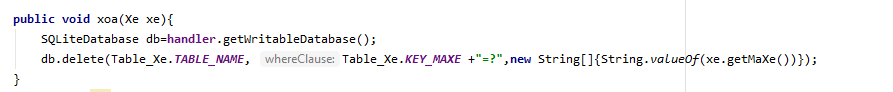 public void xoa(Xe xe){
SQLiteDatabase db=handler.getWritableDatabase();
db.delete(Table_Xe.TABLE_NAME, whereClause: Table_Xe.KEY_MAXE +"=?",new String[]{String.valueOf(xe.getMaXe())});
}